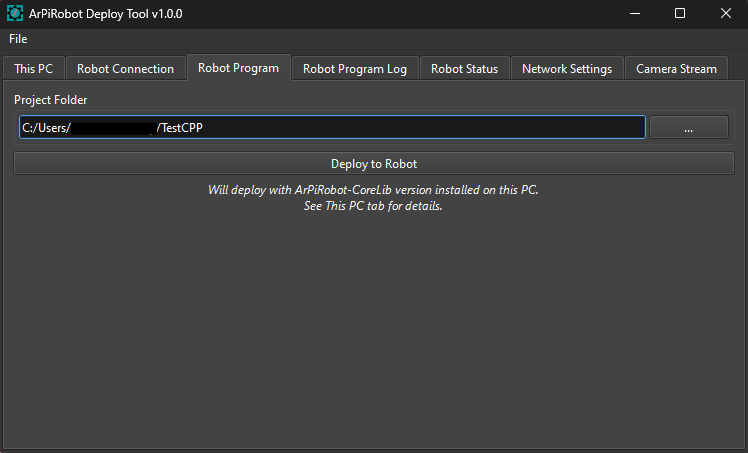 ArPiRobot Deploy Tool v1.0.0
File
This PC
Robot Connection
Robot Program
Robot Program Log
Robot Status
Network Settings
Camera Stream
Project Folder
C:/Users/ /TestCPP
...
Deploy to Robot
Will deploy with ArPiRobot-CoreLib version installed on this PC.
See This PC tab for details.